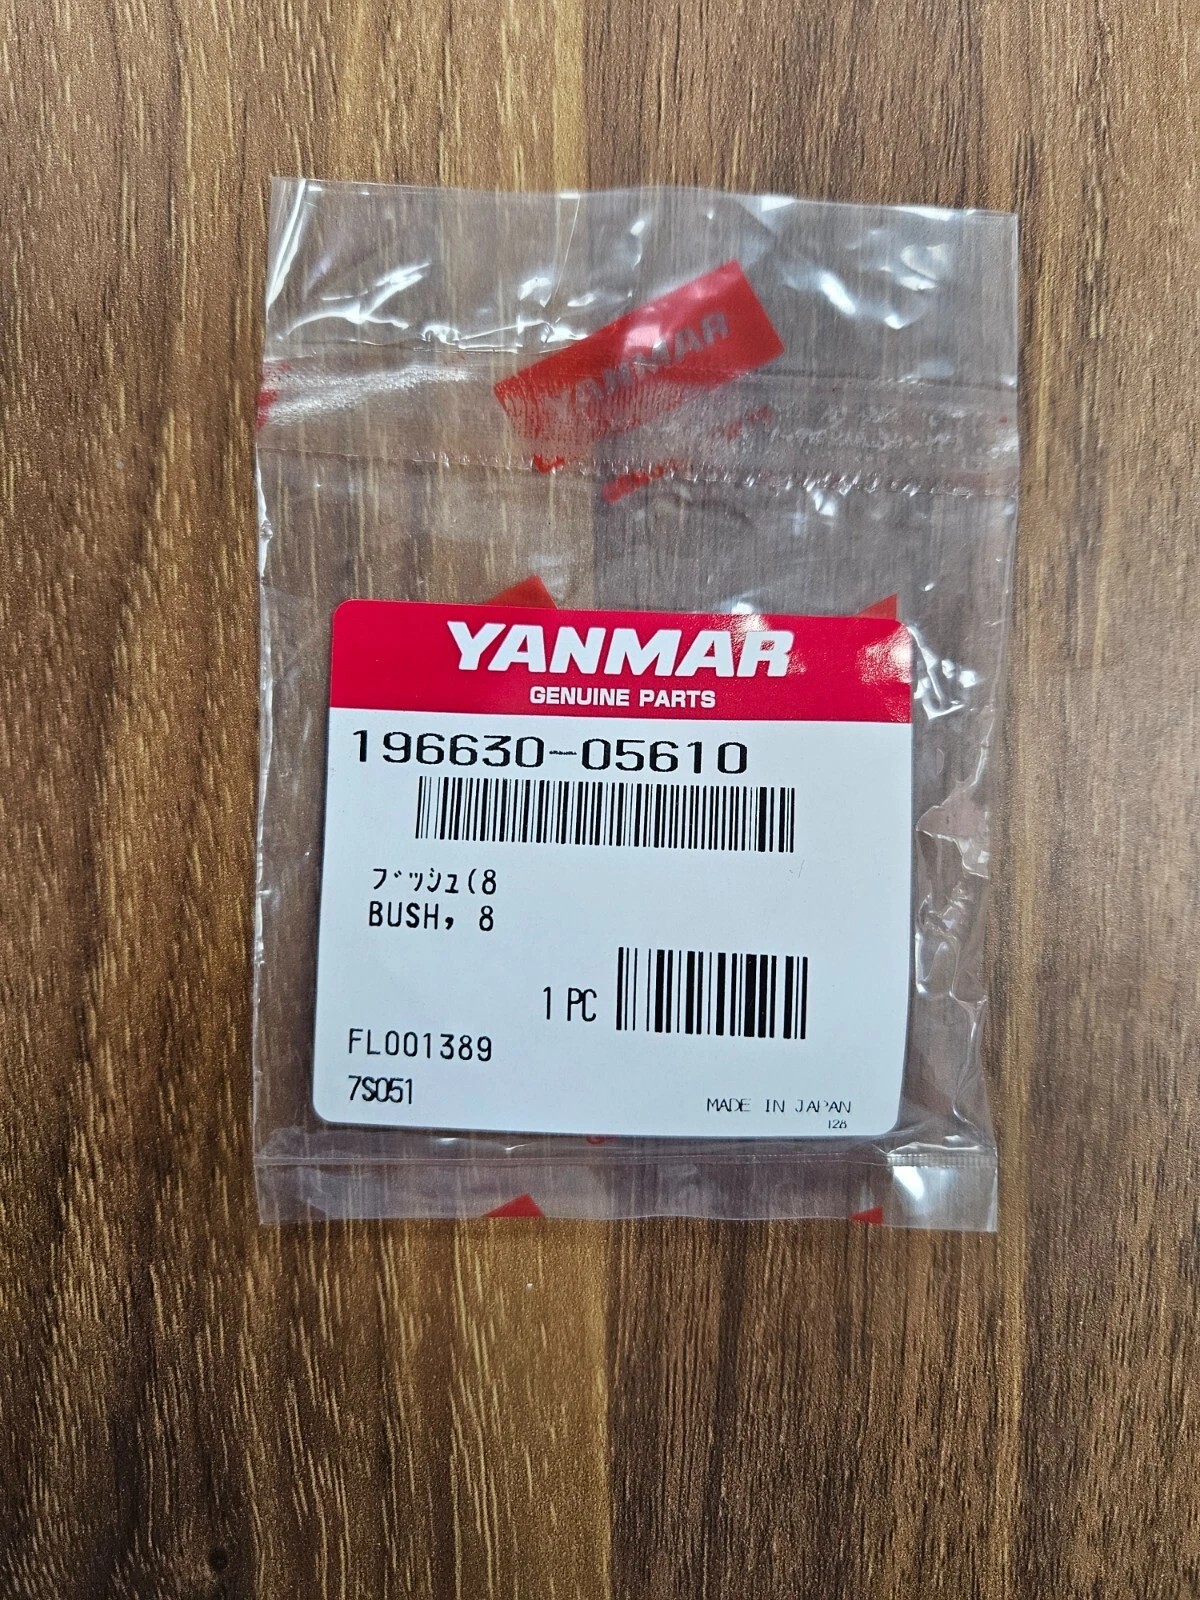 YANMAR
YANMAR
GENUINE PARTS
196630-05610
ブッシュ(8
BUSH, 8
1 PC
FL001389
7S051
MADE IN JAPAN
128